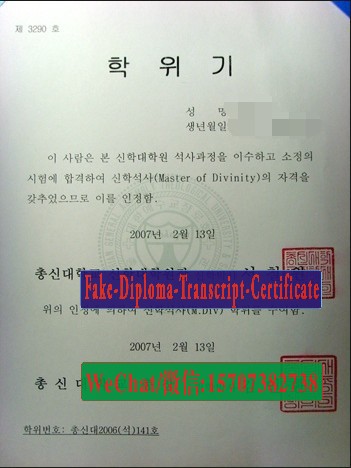 제 3290 호
학 위 기
성 명
생년월일
이 사람은 본 신학대학원 석사과정을 이수하고 소정의
시험에 합격하여 신학석사(Master of Divinity)의 자격을
갖추었으므로 이를 인정함.
2007년 2월 13일
총신대학교
Fake-Diploma-Transcript-Certificate
위의 인정에 의하여 신학석사(M.DIV) 학위를 수여함.
2007년 2월 13일
총 신 대
WeChat/微信:15707382738
학위번호: 총신대2006(석)141호